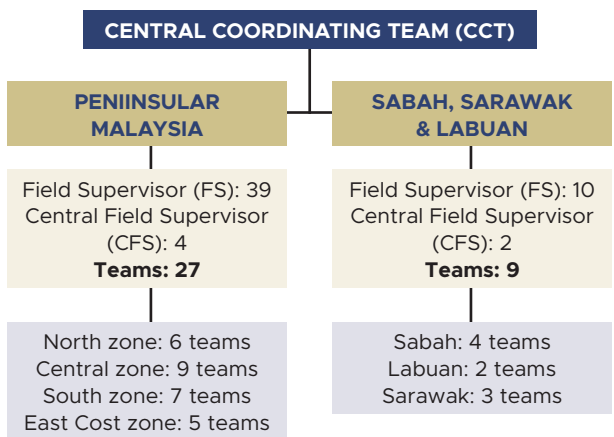 CENTRAL COORDINATING TEAM (CCT)
PENIINSULAR
MALAYSIA
Field Supervisor (FS): 39
Central Field Supervisor
(CFS): 4
Teams: 27
North zone: 6 teams
Central zone: 9 teams
South zone: 7 teams
East Cost zone: 5 teams
SABAH, SARAWAK
& LABUAN
Field Supervisor (FS): 10
Central Field Supervisor
(CFS): 2
Teams: 9
Sabah: 4 teams
Labuan: 2 teams
Sarawak: 3 teams